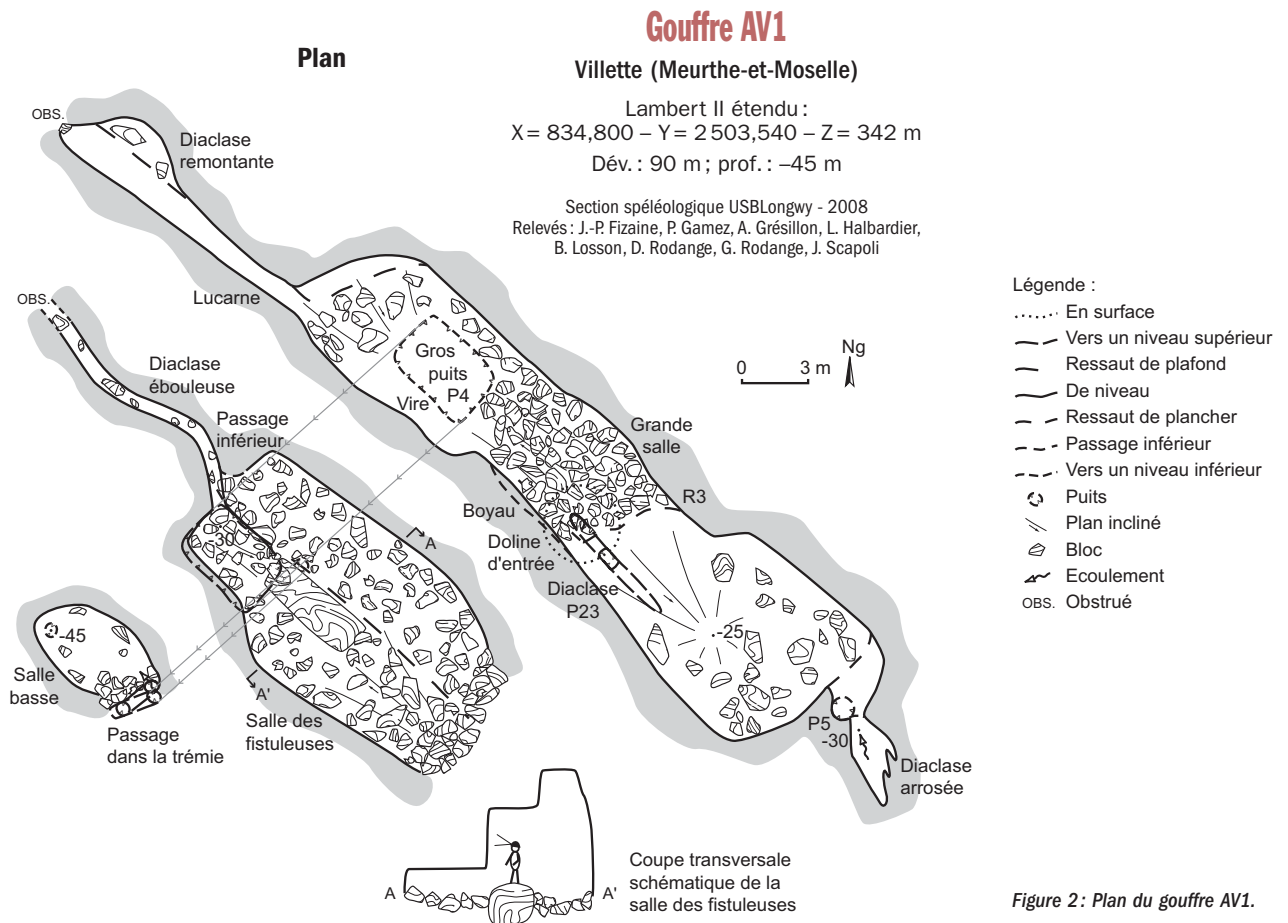 Gouffre AV1
Plan
Villette (Meurthe-et-Moselle)
Lambert II étendu :
X = 834,800 – Y = 2 503,540 – Z = 342 m
Dév. : 90 m ; prof. : –45 m
Section spéléologique USBLongwy - 2008
Relevés : J.-P. Fizaine, P. Gamez, A. Grésillon, L. Halbardier,
B. Losson, D. Rodange, G. Rodange, J. Scapoli
OBS.
Diaclase
remontante
Lucarne
OBS.
Diaclase
ébouleuse
Passage
inférieur
Gros
puits
P4
Vire
0 3 m
Ng
Grande
salle
R3
Boyau
Doline
d'entrée
Diaclase
P23
-25
P5
-30
Diaclase
arrosée
-30
A
A'
Salle des
fistuleuses
-45
Salle
basse
Passage
dans la trémie
A
A'
Coupe transversale
schématique de la
salle des fistuleuses
Légende :
En surface
Vers un niveau supérieur
Ressaut de plafond
De niveau
Ressaut de plancher
Passage inférieur
Vers un niveau inférieur
Puits
Plan incliné
Bloc
Ecoulement
OBS. Obstrué
Figure 2 : Plan du gouffre AV1.